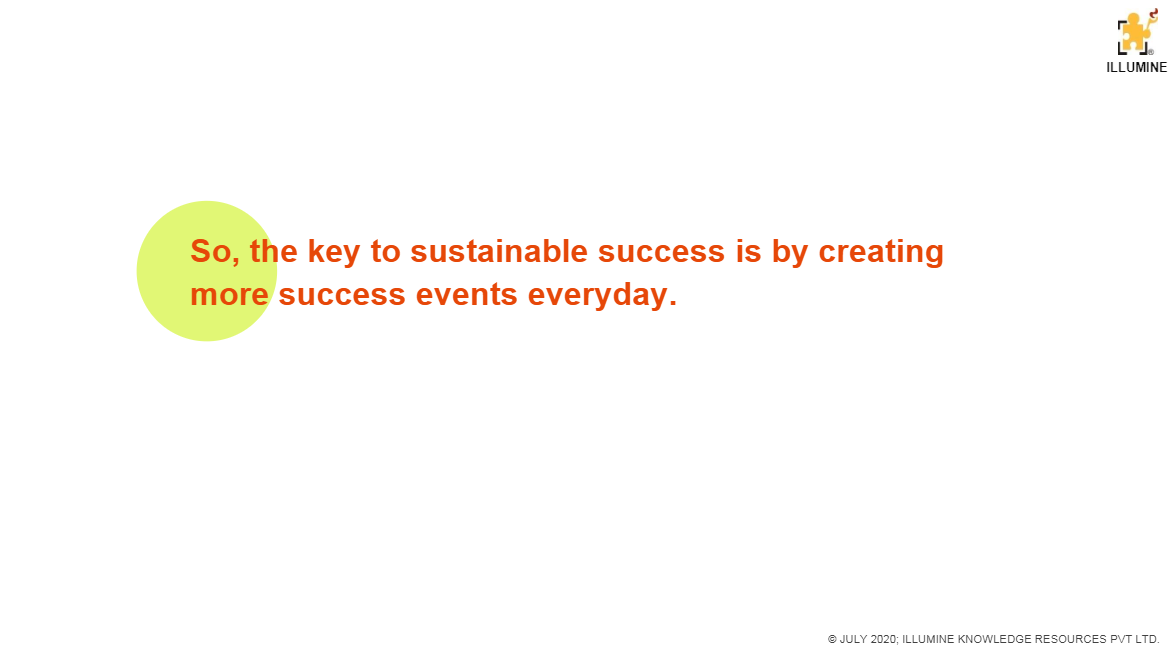 ILLUMINE
So, the key to sustainable success is by creating
more success events everyday.
© JULY 2020; ILLUMINE KNOWLEDGE RESOURCES PVT LTD.